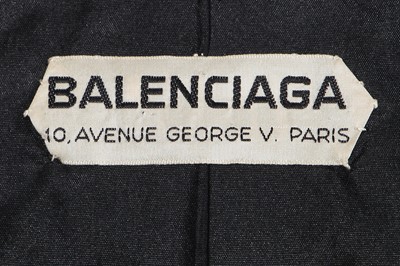 BALENCIAGA
10, AVENUE GEORGE V. PARIS